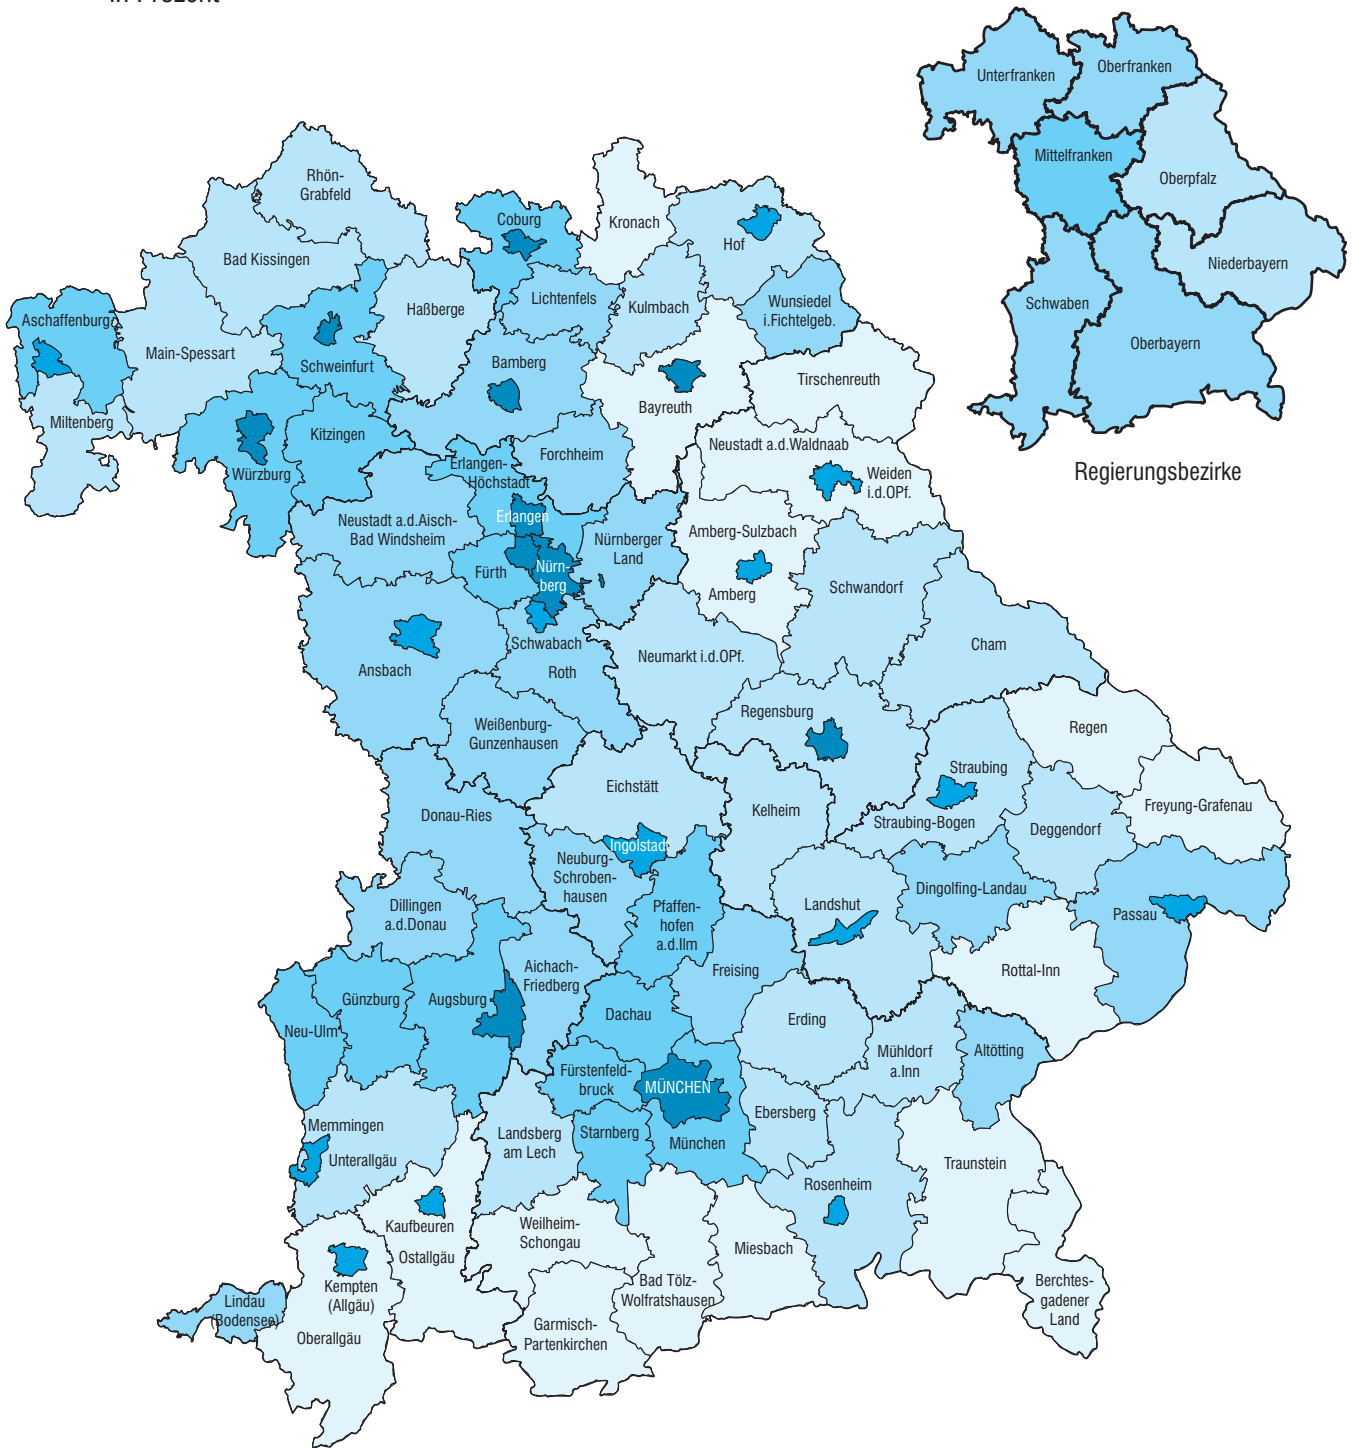 in Prozent
Unterfranken
Oberfranken
Mittelfranken
Oberpfalz
Niederbayern
Schwaben
Oberbayern
Regierungsbezirke
Rhön-
Grabfeld
Bad Kissingen
Coburg
Kronach
Hof
Lichtenfels
Kulmbach
Wunsiedel
i.Fichtelgeb.
Haßberge
Aschaffenburg
Main-Spessart
Schweinfurt
Bamberg
Bayreuth
Tirschenreuth
Miltenberg
Kitzingen
Würzburg
Forchheim
Erlangen-
Höchstadt
Neustadt a.d.Waldnaab
Weiden
i.d.OPf.
Erlangen
Neustadt a.d.Aisch-
Bad Windsheim
Nürnberger
Land
Amberg-Sulzbach
Amberg
Fürth
Nürn-
berg
Schwandorf
Cham
Schwabach
Roth
Ansbach
Neumarkt i.d.OPf.
Weißenburg-
Gunzenhausen
Regensburg
Regen
Straubing
Straubing-Bogen
Eichstätt
Kelheim
Freyung-Grafenau
Deggendorf
Donau-Ries
Ingolstadt
Neuburg-
Schroben-
hausen
Dingolfing-Landau
Passau
Landshut
Pfaffen-
hofen
a.d.Ilm
Dillingen
a.d.Donau
Rottal-Inn
Aichach-
Friedberg
Freising
Günzburg
Augsburg
Neu-Ulm
Dachau
Erding
Mühldorf
a.Inn
Altötting
Fürstenfeld-
bruck
MÜNCHEN
Ebersberg
München
Starnberg
Landsberg
am Lech
Memmingen
Unterallgäu
Traunstein
Rosenheim
Kaufbeuren
Ostallgäu
Weilheim-
Schongau
Miesbach
Bad Tölz-
Wolfratshausen
Kempten
(Allgäu)
Oberallgäu
Lindau
(Bodensee)
Garmisch-
Partenkirchen
Berchtes-
gadener
Land